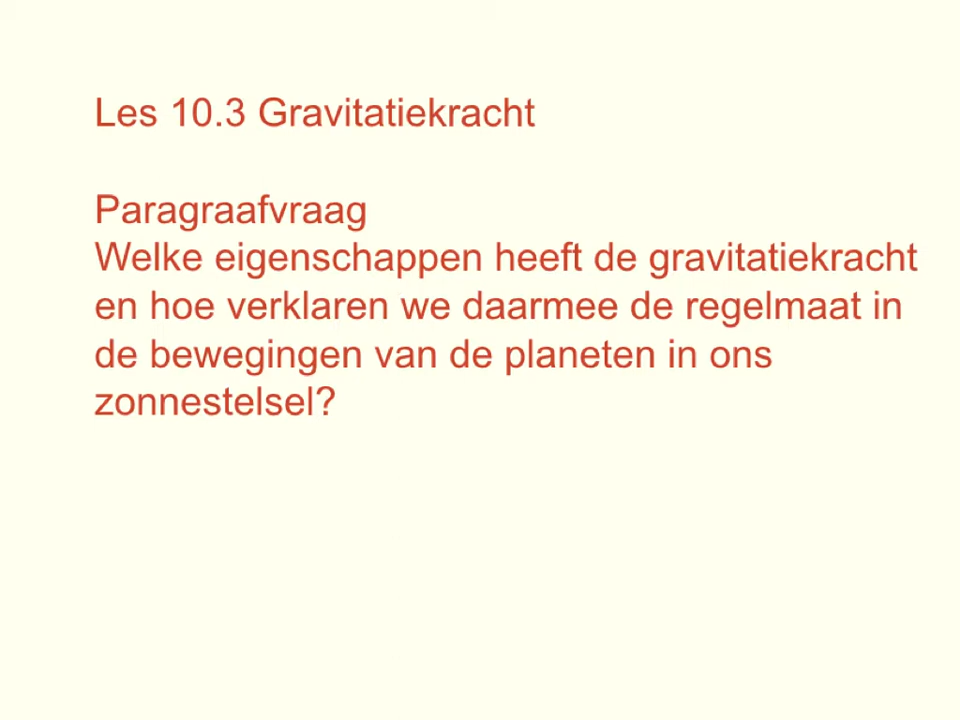 Les 10.3 Gravitatiekracht
Paragraafvraag
Welke eigenschappen heeft de gravitatiekracht
en hoe verklaren we daarmee de regelmaat in
de bewegingen van de planeten in ons
zonnestelsel?